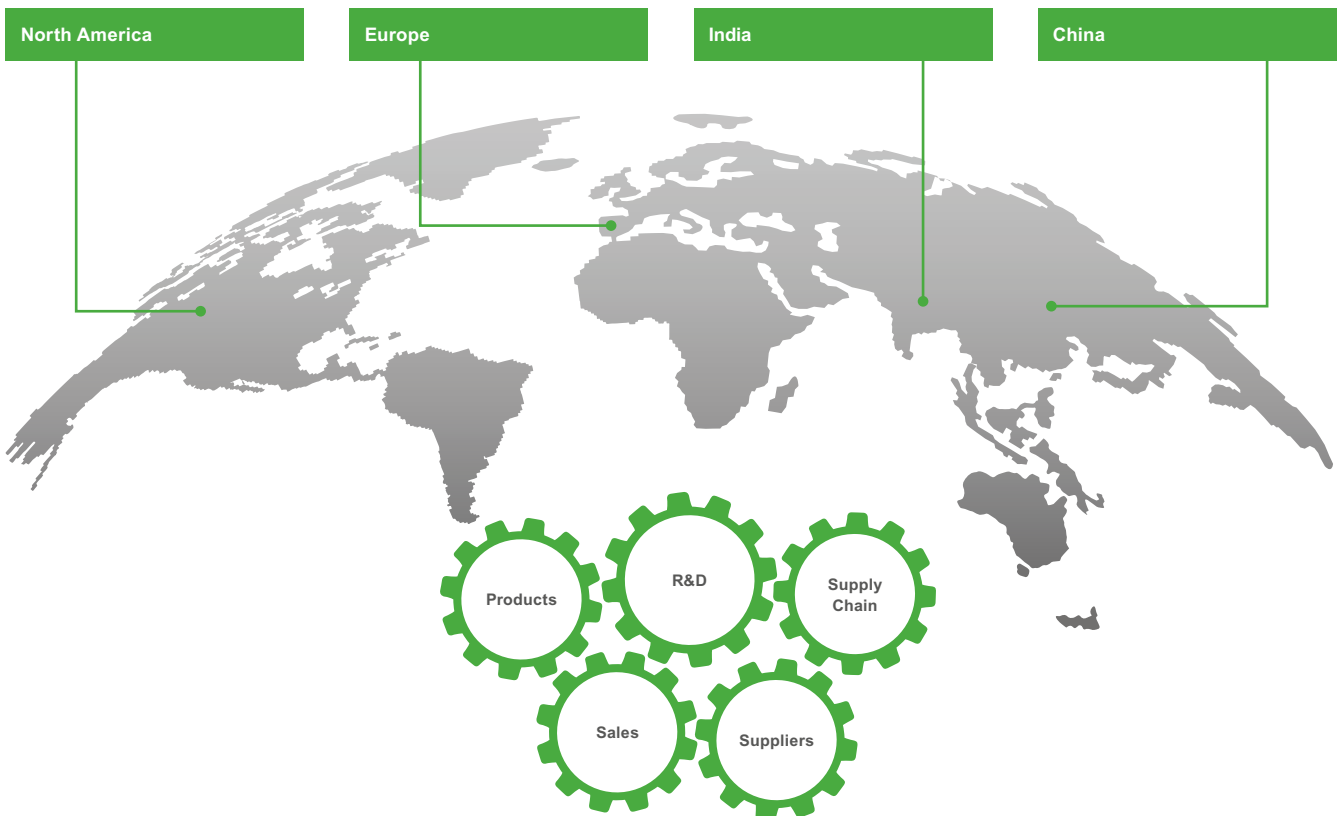 North America
Europe
India
China
R&D
Products
Supply
Chain
Sales
Suppliers